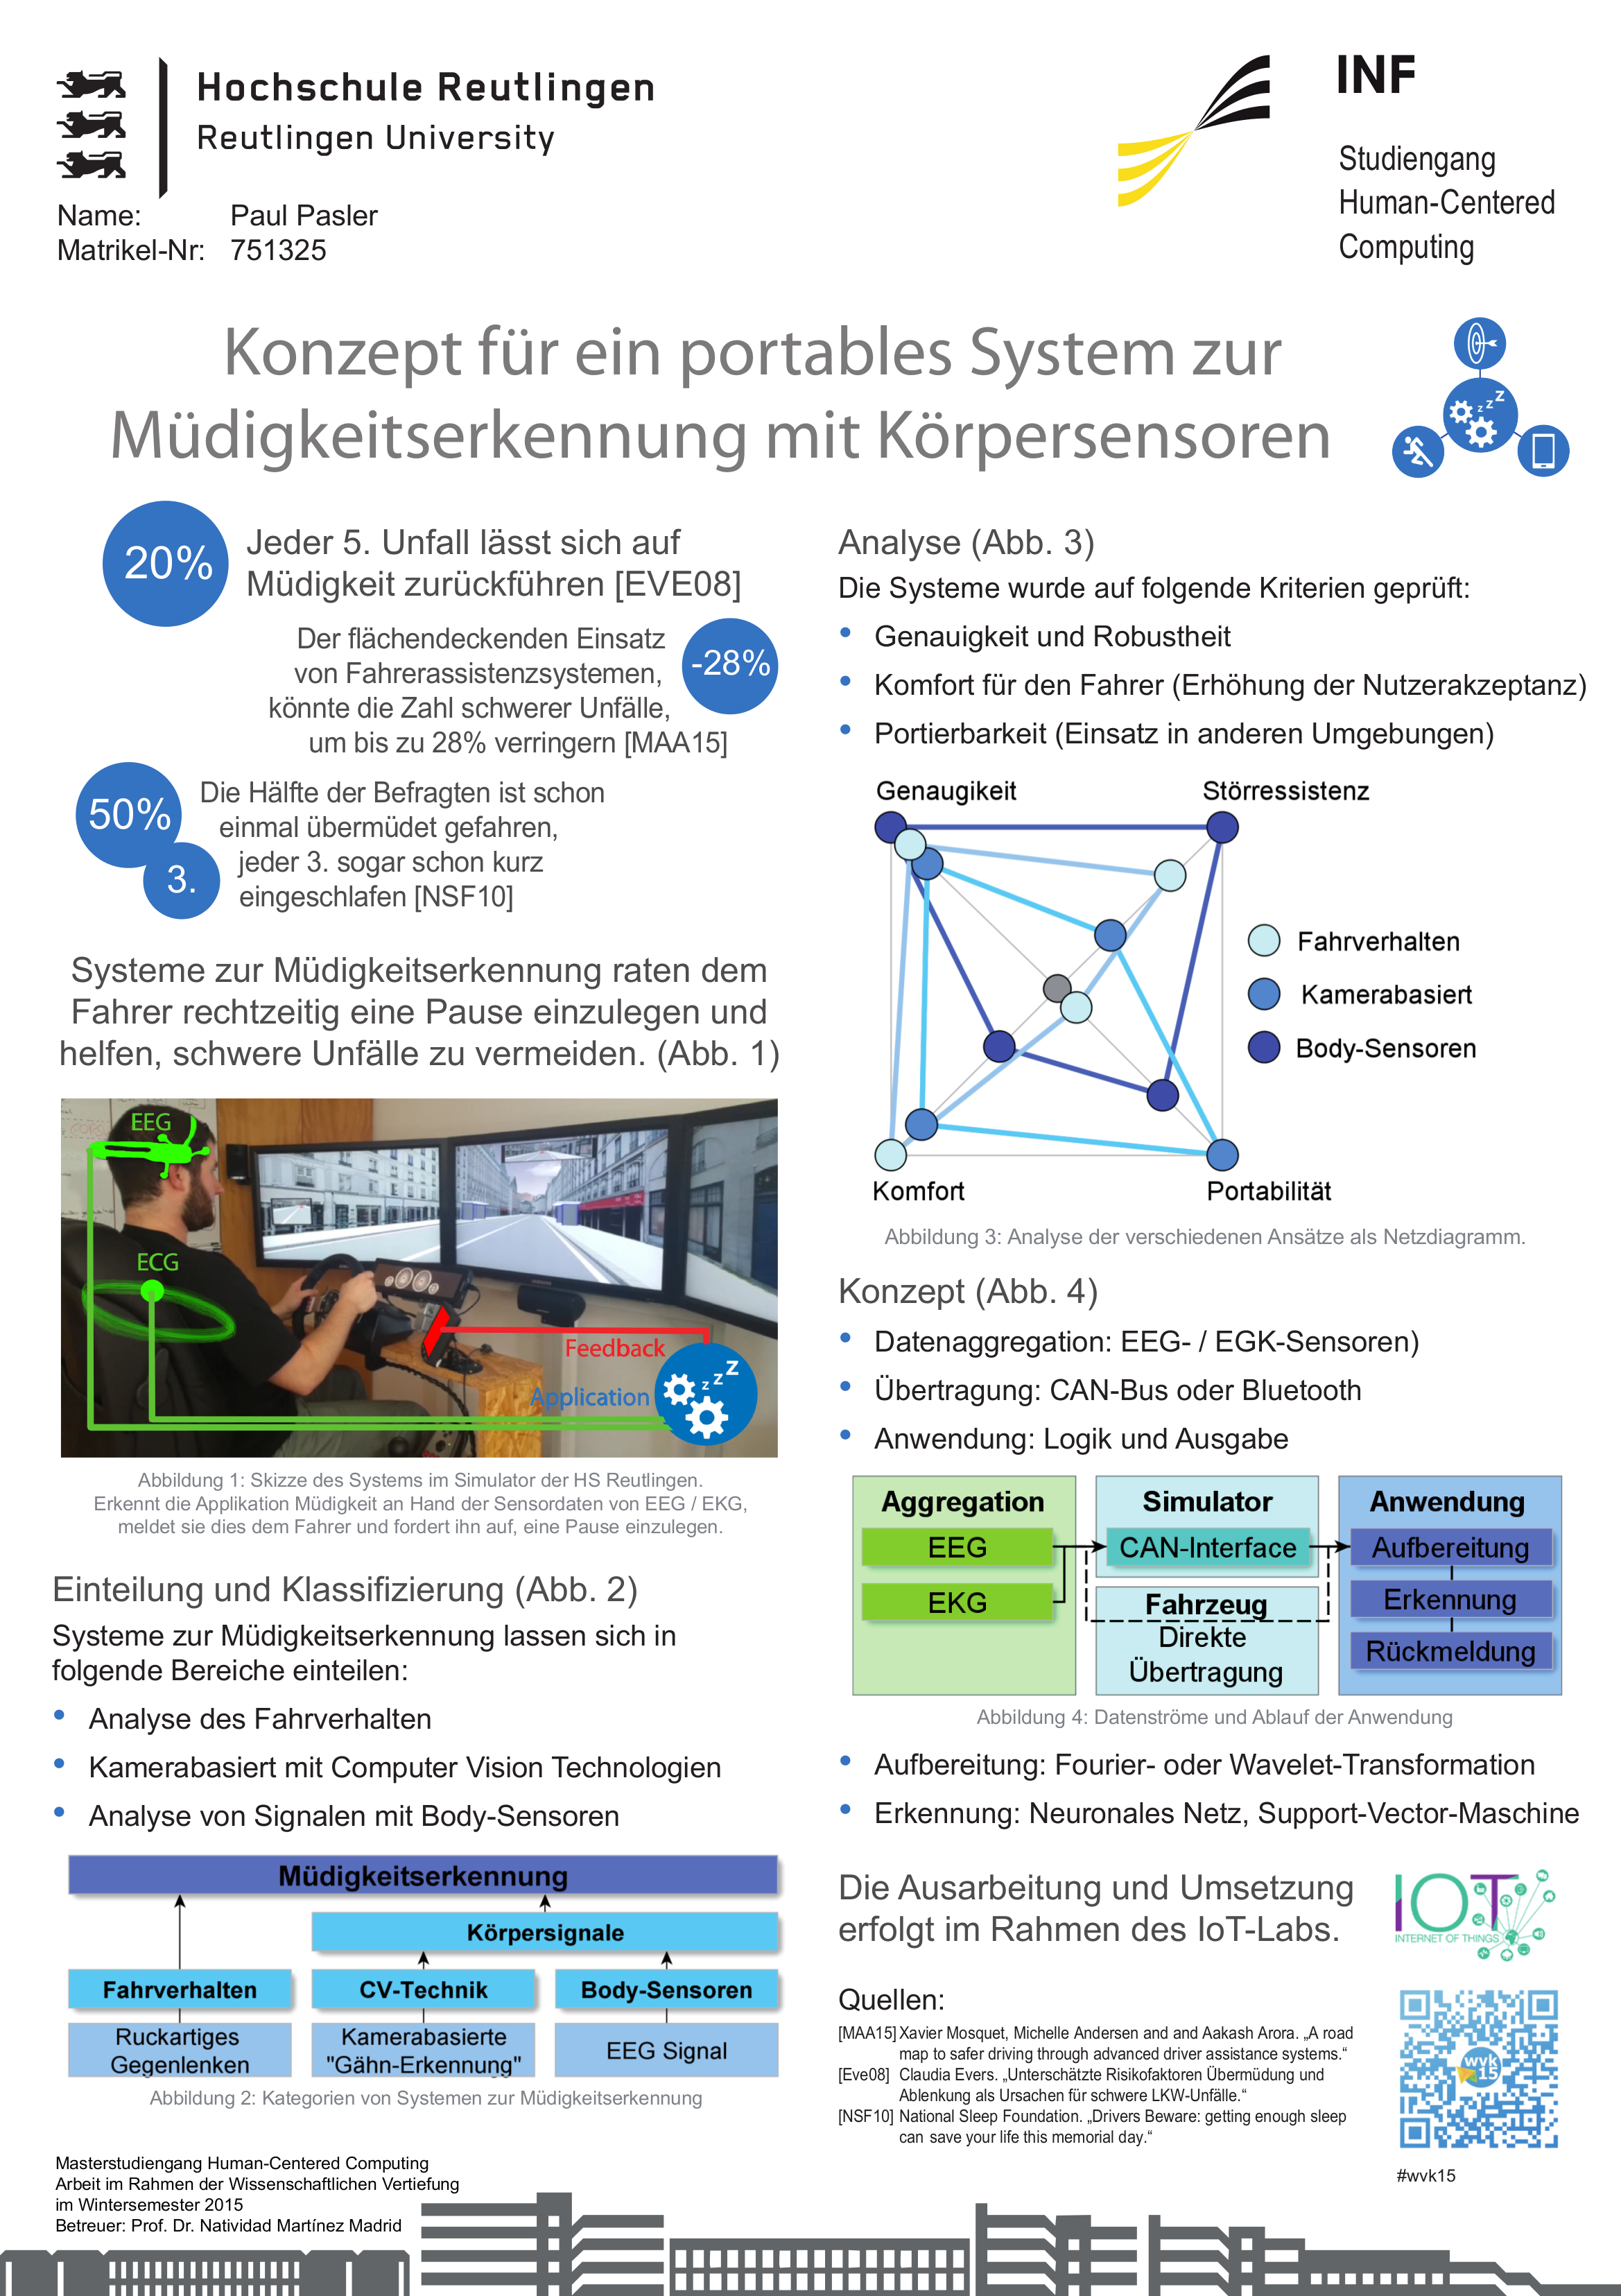 Hochschule Reutlingen
Reutlingen University
INF
Studiengang
Human-Centered
Computing
Name: Paul Pasler
Matrikel-Nr: 751325
Konzept für ein portables System zur
Müdigkeitserkennung mit Körpersensoren
z z Z
20%
Jeder 5. Unfall lässt sich auf
Müdigkeit zurückführen [EVE08]
Der flächendeckenden Einsatz
von Fahrerassistenzsystemen,
könnte die Zahl schwerer Unfälle,
um bis zu 28% verringern [MAA15]
-28%
50%
3.
Die Hälfte der Befragten ist schon
einmal übermüdet gefahren,
jeder 3. sogar schon kurz
eingeschlafen [NSF10]
Systeme zur Müdigkeitserkennung raten dem
Fahrer rechtzeitig eine Pause einzulegen und
helfen, schwere Unfälle zu vermeiden. (Abb. 1)
EEG
ECG
Feedback
Application
z z Z
Abbildung 1: Skizze des Systems im Simulator der HS Reutlingen.
Erkennt die Applikation Müdigkeit an Hand der Sensordaten von EEG / EKG,
meldet sie dies dem Fahrer und fordert ihn auf, eine Pause einzulegen.
Einteilung und Klassifizierung (Abb. 2)
Systeme zur Müdigkeitserkennung lassen sich in
folgende Bereiche einteilen:
• Analyse des Fahrverhalten
• Kamerabasiert mit Computer Vision Technologien
• Analyse von Signalen mit Body-Sensoren
Müdigkeitserkennung
Körpersignale
Fahrverhalten
CV-Technik
Body-Sensoren
Ruckartiges
Gegenlenken
Kamerabasierte
"Gähn-Erkennung"
EEG Signal
Abbildung 2: Kategorien von Systemen zur Müdigkeitserkennung
Masterstudiengang Human-Centered Computing
Arbeit im Rahmen der Wissenschaftlichen Vertiefung
im Wintersemester 2015
Betreuer: Prof. Dr. Natividad Martínez Madrid
Analyse (Abb. 3)
Die Systeme wurde auf folgende Kriterien geprüft:
• Genauigkeit und Robustheit
• Komfort für den Fahrer (Erhöhung der Nutzerakzeptanz)
• Portierbarkeit (Einsatz in anderen Umgebungen)
Genaugikeit
Störressistenz
Fahrverhalten
Kamerabasiert
Body-Sensoren
Komfort
Portabilität
Abbildung 3: Analyse der verschiedenen Ansätze als Netzdiagramm.
Konzept (Abb. 4)
• Datenaggregation: EEG- / EGK-Sensoren)
• Übertragung: CAN-Bus oder Bluetooth
• Anwendung: Logik und Ausgabe
Aggregation
EEG
EKG
Simulator
CAN-Interface
Fahrzeug
Direkte
Übertragung
Anwendung
Aufbereitung
Erkennung
Rückmeldung
Abbildung 4: Datenströme und Ablauf der Anwendung
• Aufbereitung: Fourier- oder Wavelet-Transformation
• Erkennung: Neuronales Netz, Support-Vector-Maschine
Die Ausarbeitung und Umsetzung
erfolgt im Rahmen des IoT-Labs.
IOT
INTERNET OF THINGS
Quellen:
[MAA15] Xavier Mosquet, Michelle Andersen and and Aakash Arora. „A road
map to safer driving through advanced driver assistance systems.“
[Eve08] Claudia Evers. „Unterschätzte Risikofaktoren Übermüdung und
Ablenkung als Ursachen für schwere LKW-Unfälle.“
[NSF10] National Sleep Foundation. „Drivers Beware: getting enough sleep
can save your life this memorial day.“
wvk
15
#wvk15